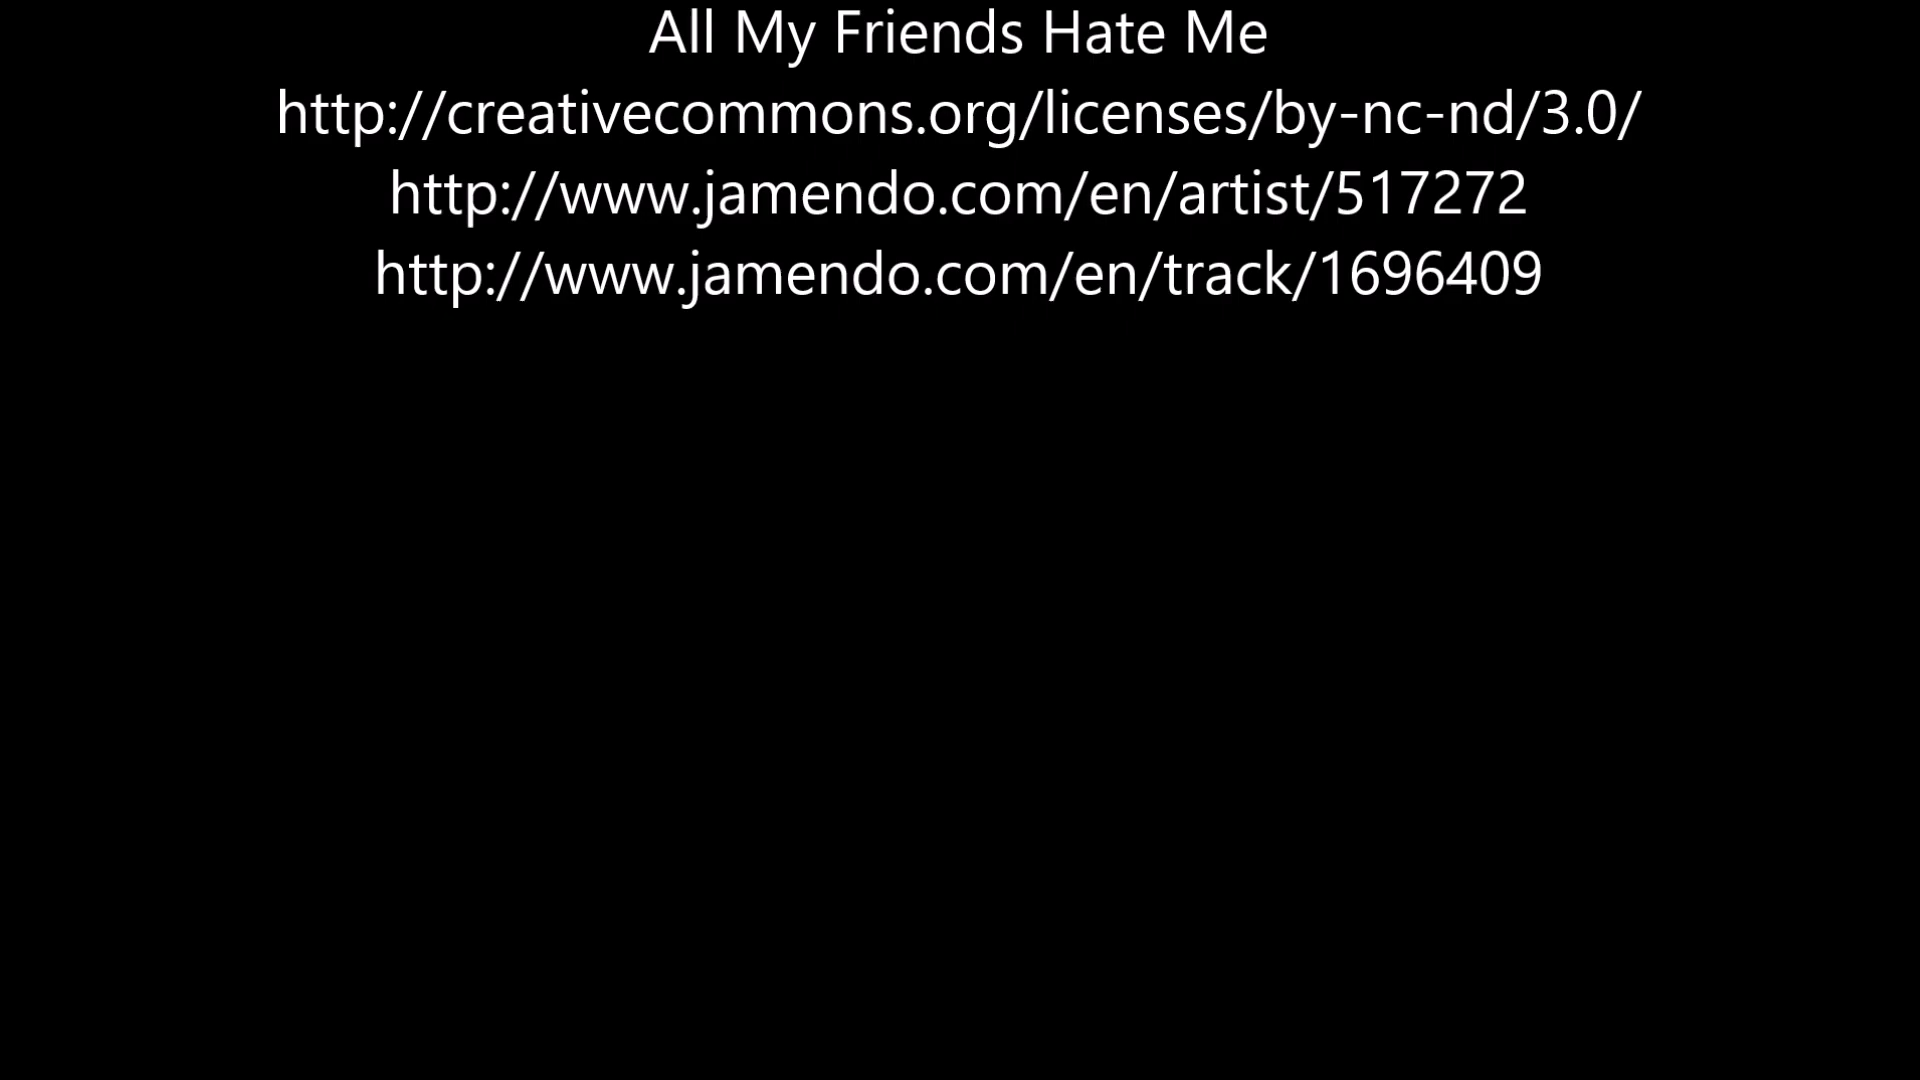 All My Friends Hate Me
http://creativecommons.org/licenses/by-nc-nd/3.0/
http://www.jamendo.com/en/artist/517272
http://www.jamendo.com/en/track/1696409